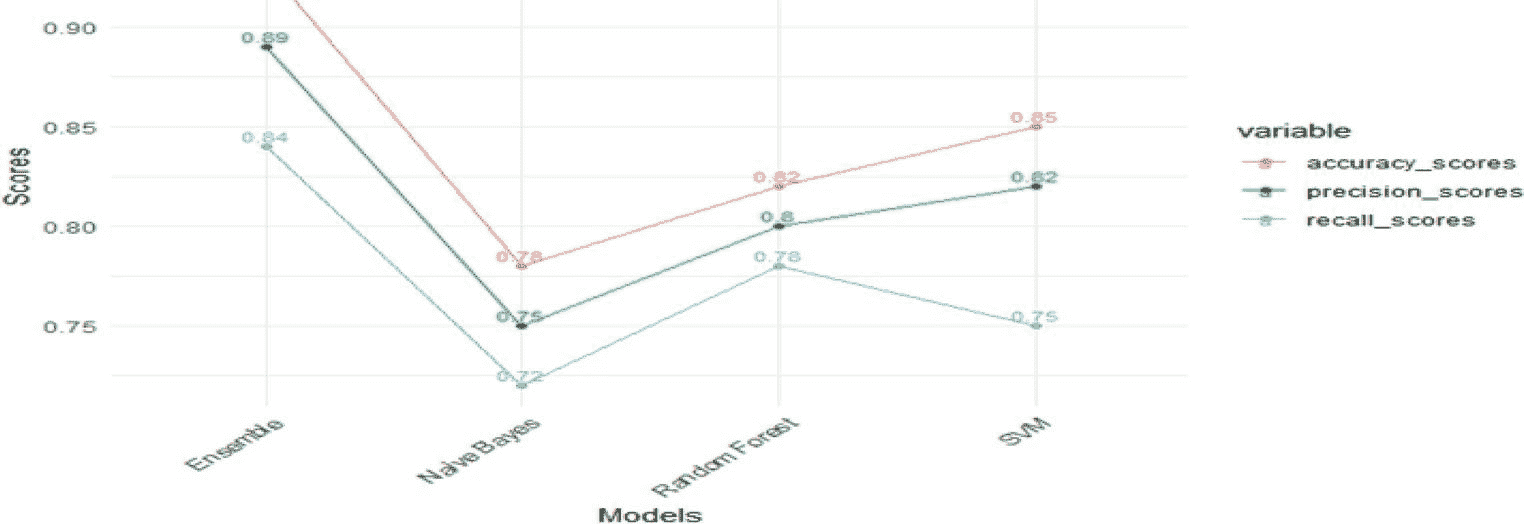 0.90
0.85
0.80
0.75
Scores
0.89
0.84
0.78
0.75
0.72
0.82
0.8
0.78
0.85
0.82
0.75
Ensemble
Naive Bayes
Random Forest
SVM
Models
variable
accuracy_scores
precision_scores
recall_scores